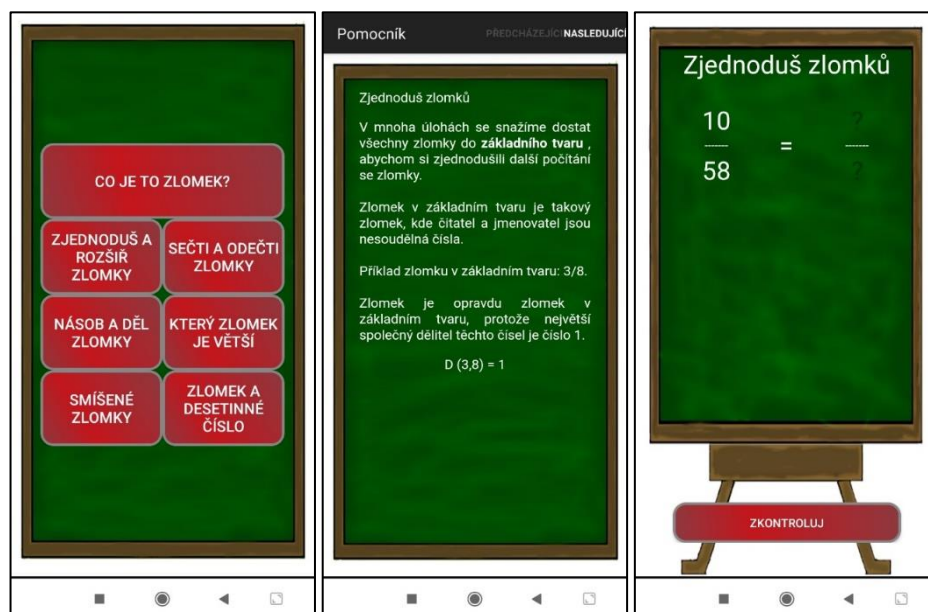 CO JE TO ZLOMEK?
ZJEDNODUŠ A
ROZŠIŘ
ZLOMKY
SEČTI A ODEČTI
ZLOMKY
NÁSOB A DĚL
ZLOMKY
KTERÝ ZLOMEK
JE VĚTŠÍ
SMÍŠENÉ
ZLOMKY
ZLOMEK A
DESETINNÉ
ČÍSLO
Pomocník
PŘEDCHÁZEJÍCÍ NASLEDUJÍCÍ
Zjednoduš zlomků
V mnoha úlohách se snažíme dostat
všechny zlomky do základního tvaru ,
abychom si zjednodušili další počítání
se zlomky.
Zlomek v základním tvaru je takový
zlomek, kde čitatel a jmenovatel jsou
nesoudělná čísla.
Příklad zlomku v základním tvaru: 3/8.
Zlomek je opravdu zlomek v
základním tvaru, protože největší
společný dělitel těchto čisel je číslo 1.
D (3,8) = 1
Zjednoduš zlomků
10 ?
------- = -------
58 ?
ZKONTROLUJ